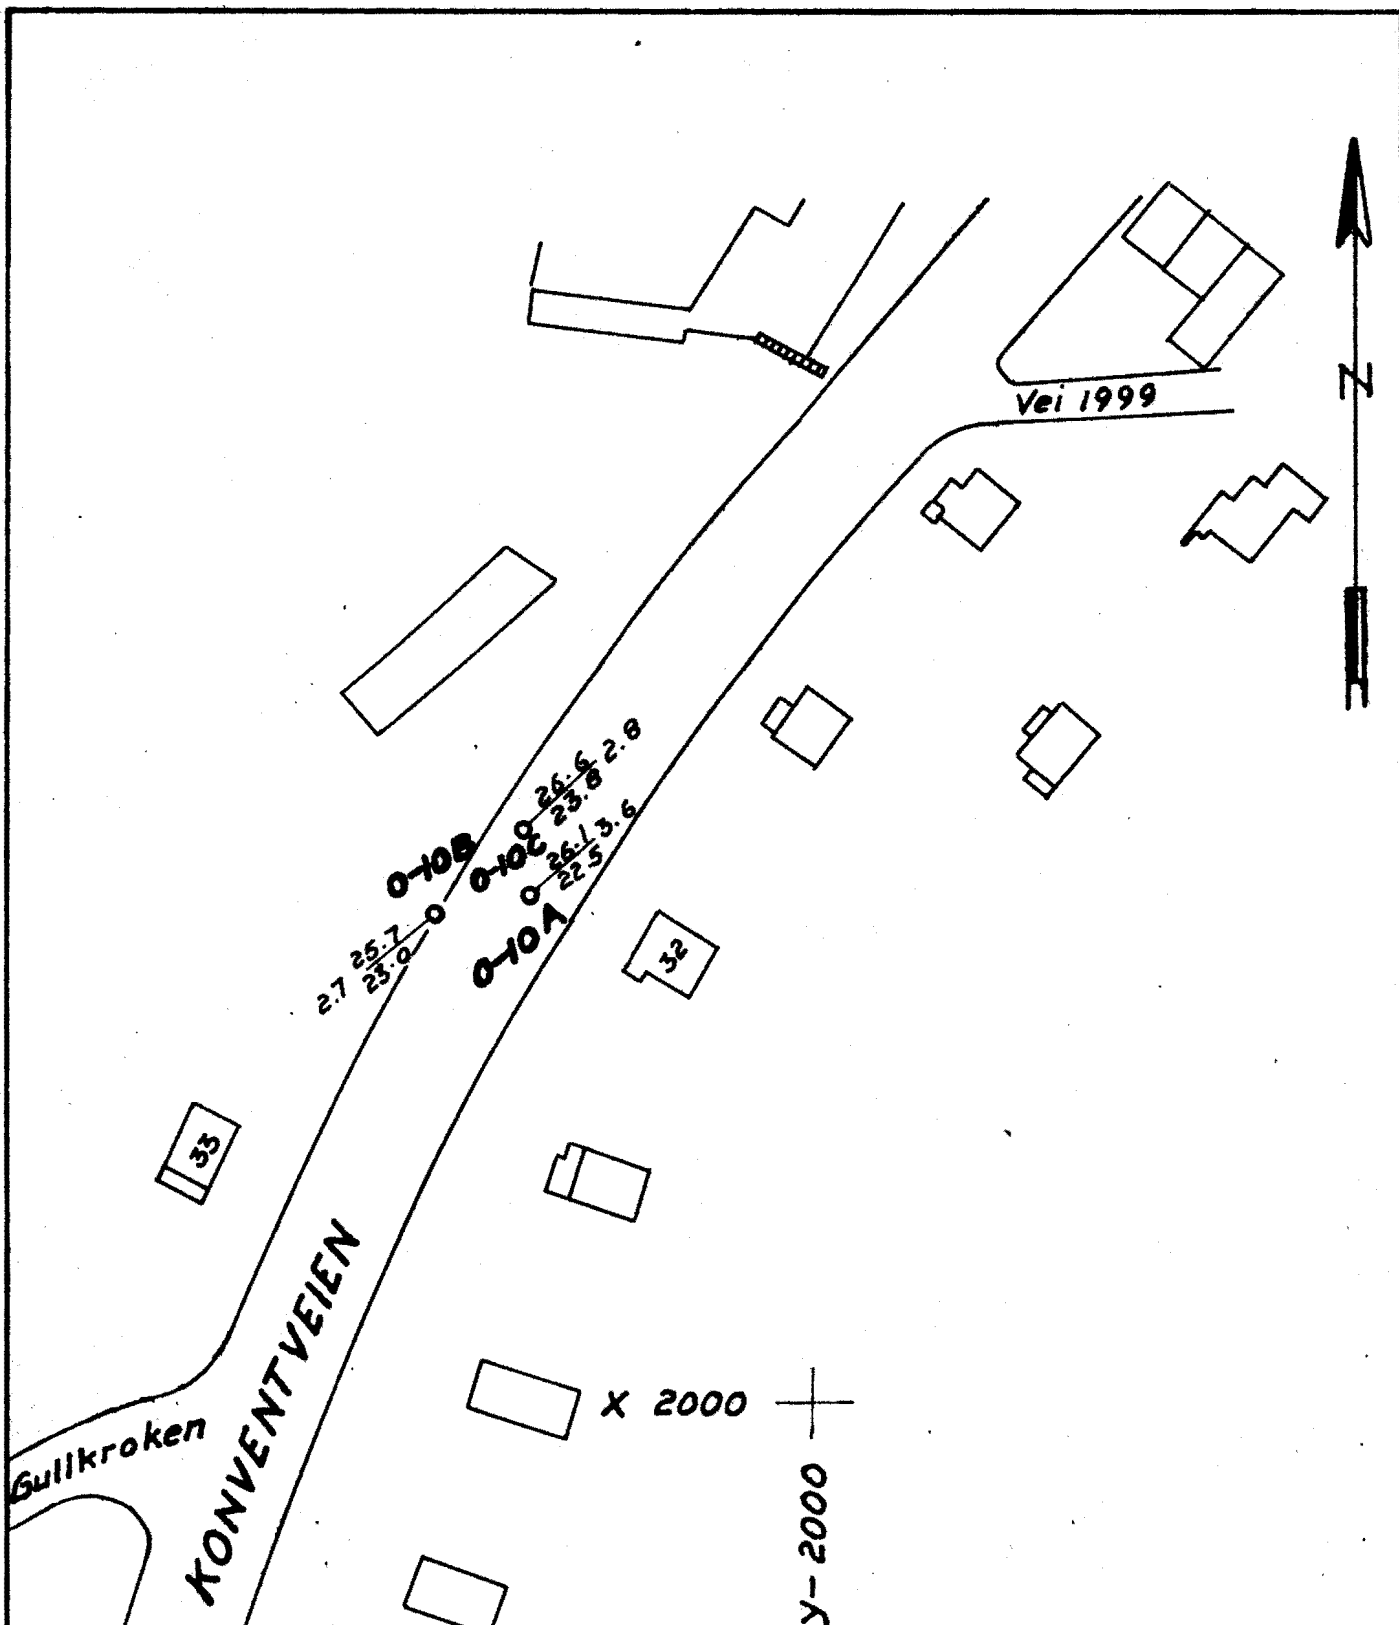 N
Vei 1999
26.6 2.8
23.8
0-10B
0-10C
26.1 3.6
22.5
0-10A
25.7
2.7 23.0
32
33
KONVENTVEIEN
X 2000
Gullkroken
Y- 2000